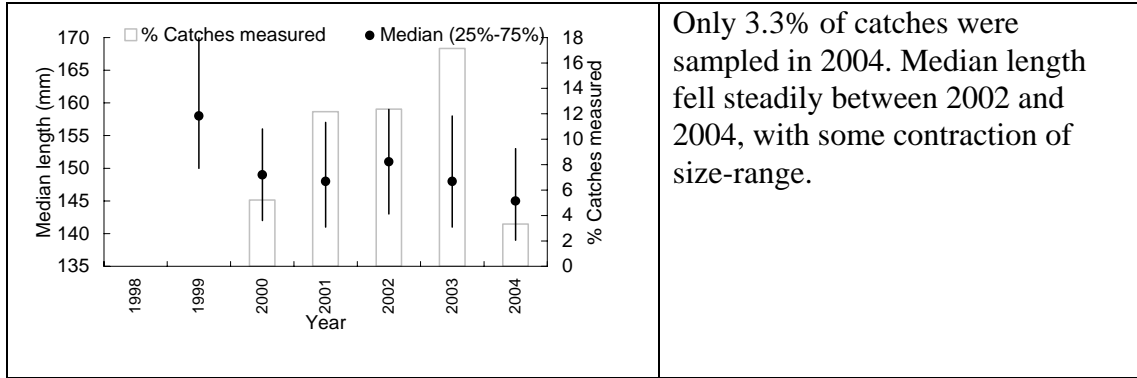 % Catches measured
Median (25%-75%)
170
165
160
155
150
145
140
135
Median length (mm)
18
16
14
12
10
8
6
4
2
0
% Catches measured
1998
1999
2000
2001
2002
2003
2004
Year
Only 3.3% of catches were
sampled in 2004. Median length
fell steadily between 2002 and
2004, with some contraction of
size-range.